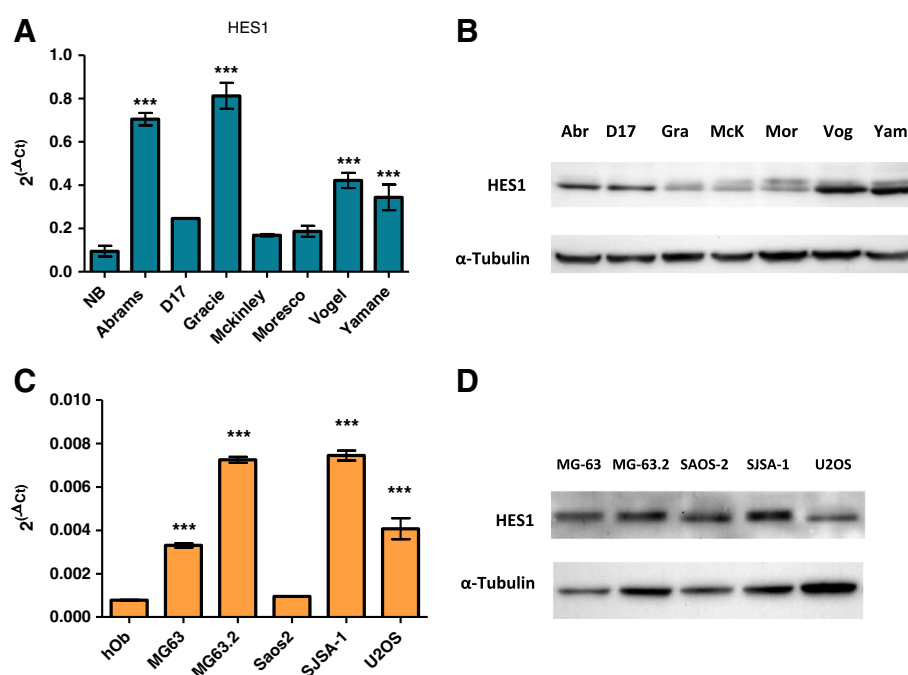 A
HES1
2(-ΔCt)
1.0
0.8
0.6
0.4
0.2
0.0
***
***
***
***
NB
Abrams
D17
Gracie
Mckinley
Moresco
Vogel
Yamane
B
Abr D17 Gra McK Mor Vog Yam
HES1
α-Tubulin
C
2(-ΔCt)
0.010
0.008
0.006
0.004
0.002
0.000
***
***
***
***
hOb
MG63
MG63.2
Saos2
SJSA-1
U2OS
D
MG-63 MG-63.2 SAOS-2 SJSA-1 U2OS
HES1
α-Tubulin